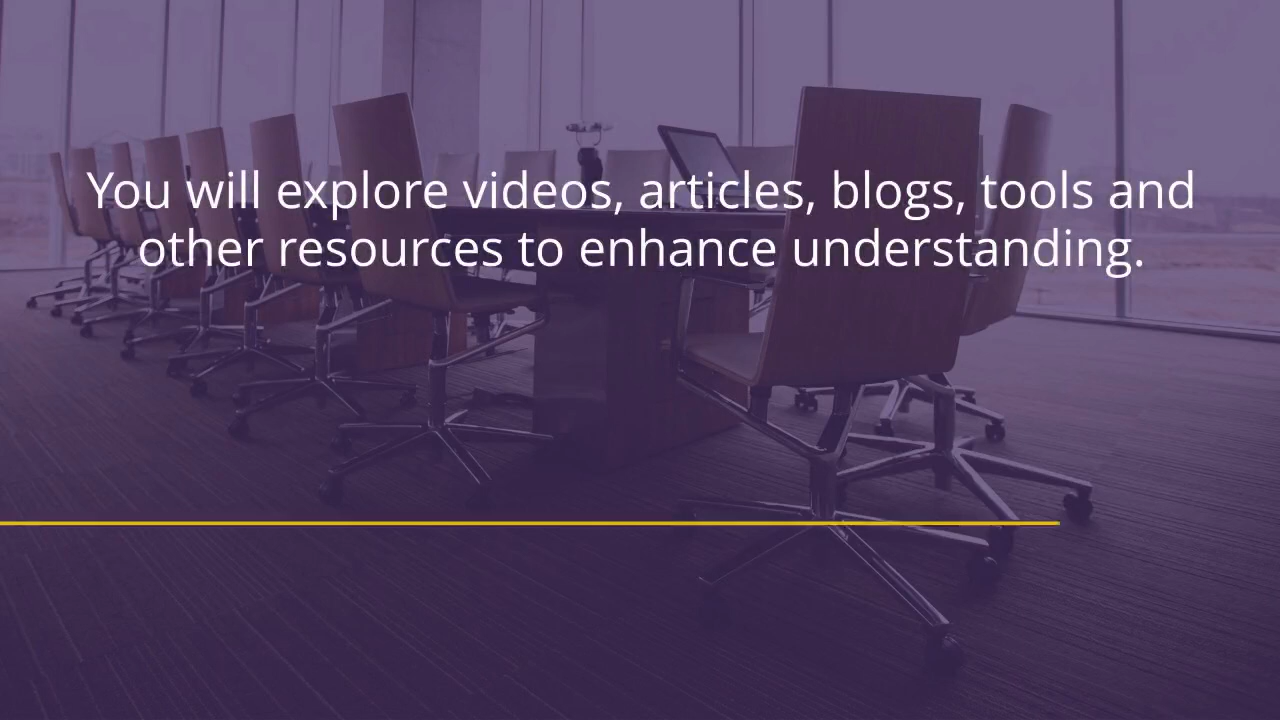 You will explore videos, articles, blogs, tools and
other resources to enhance understanding.